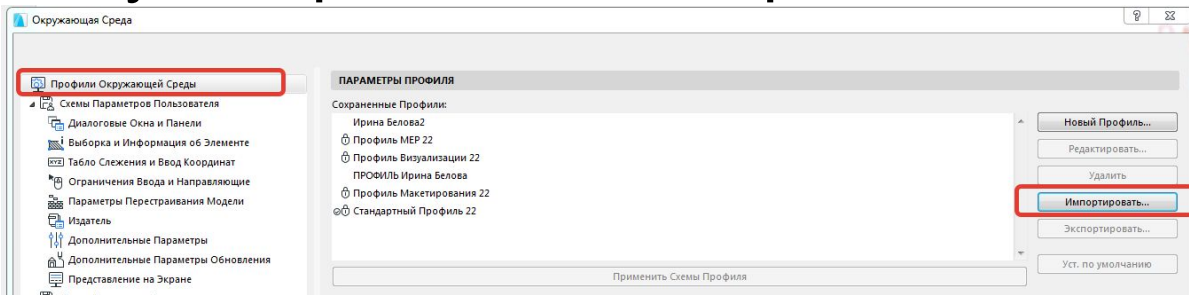 Окружающая Среда
Профили Окружающей Среды
Схемы Параметров Пользователя
Диалоговые Окна и Панели
Выборка и Информация об Элементе
XYZ Табло Слежения и Ввод Координат
Ограничения Ввода и Направляющие
Параметры Перестраивания Модели
Издатель
Дополнительные Параметры
Дополнительные Параметры Обновления
Представление на Экране
ПАРАМЕТРЫ ПРОФИЛЯ
Сохраненные Профили:
Ирина Белова2
Профиль MEP 22
Профиль Визуализации 22
ПРОФИЛЬ Ирина Белова
Профиль Макетирования 22
Стандартный Профиль 22
Применить Схемы Профиля
Новый Профиль...
Редактировать...
Удалить
Импортировать...
Экспортировать...
Уст. по умолчанию